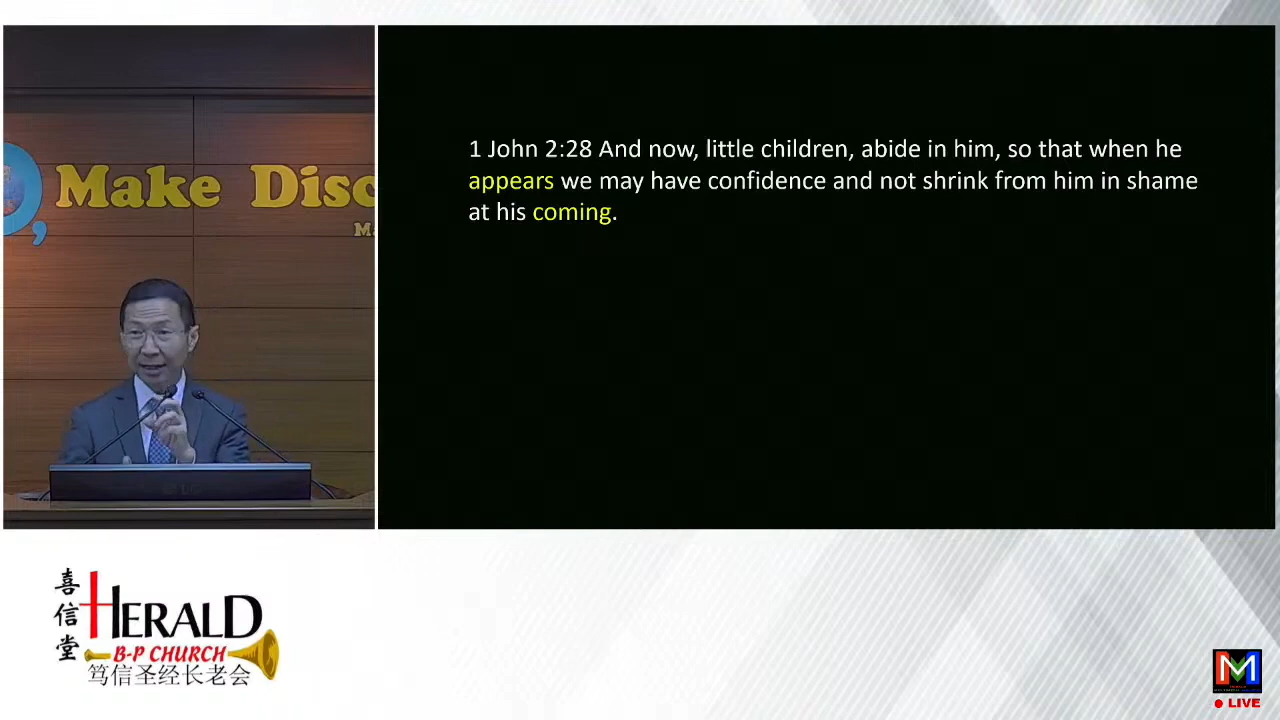 Make Disc
Ma
1 John 2:28 And now, little children, abide in him, so that when he
appears we may have confidence and not shrink from him in shame
at his coming.
喜信堂
HERALD
B-P CHURCH
笃信圣经长老会
M
LIVE